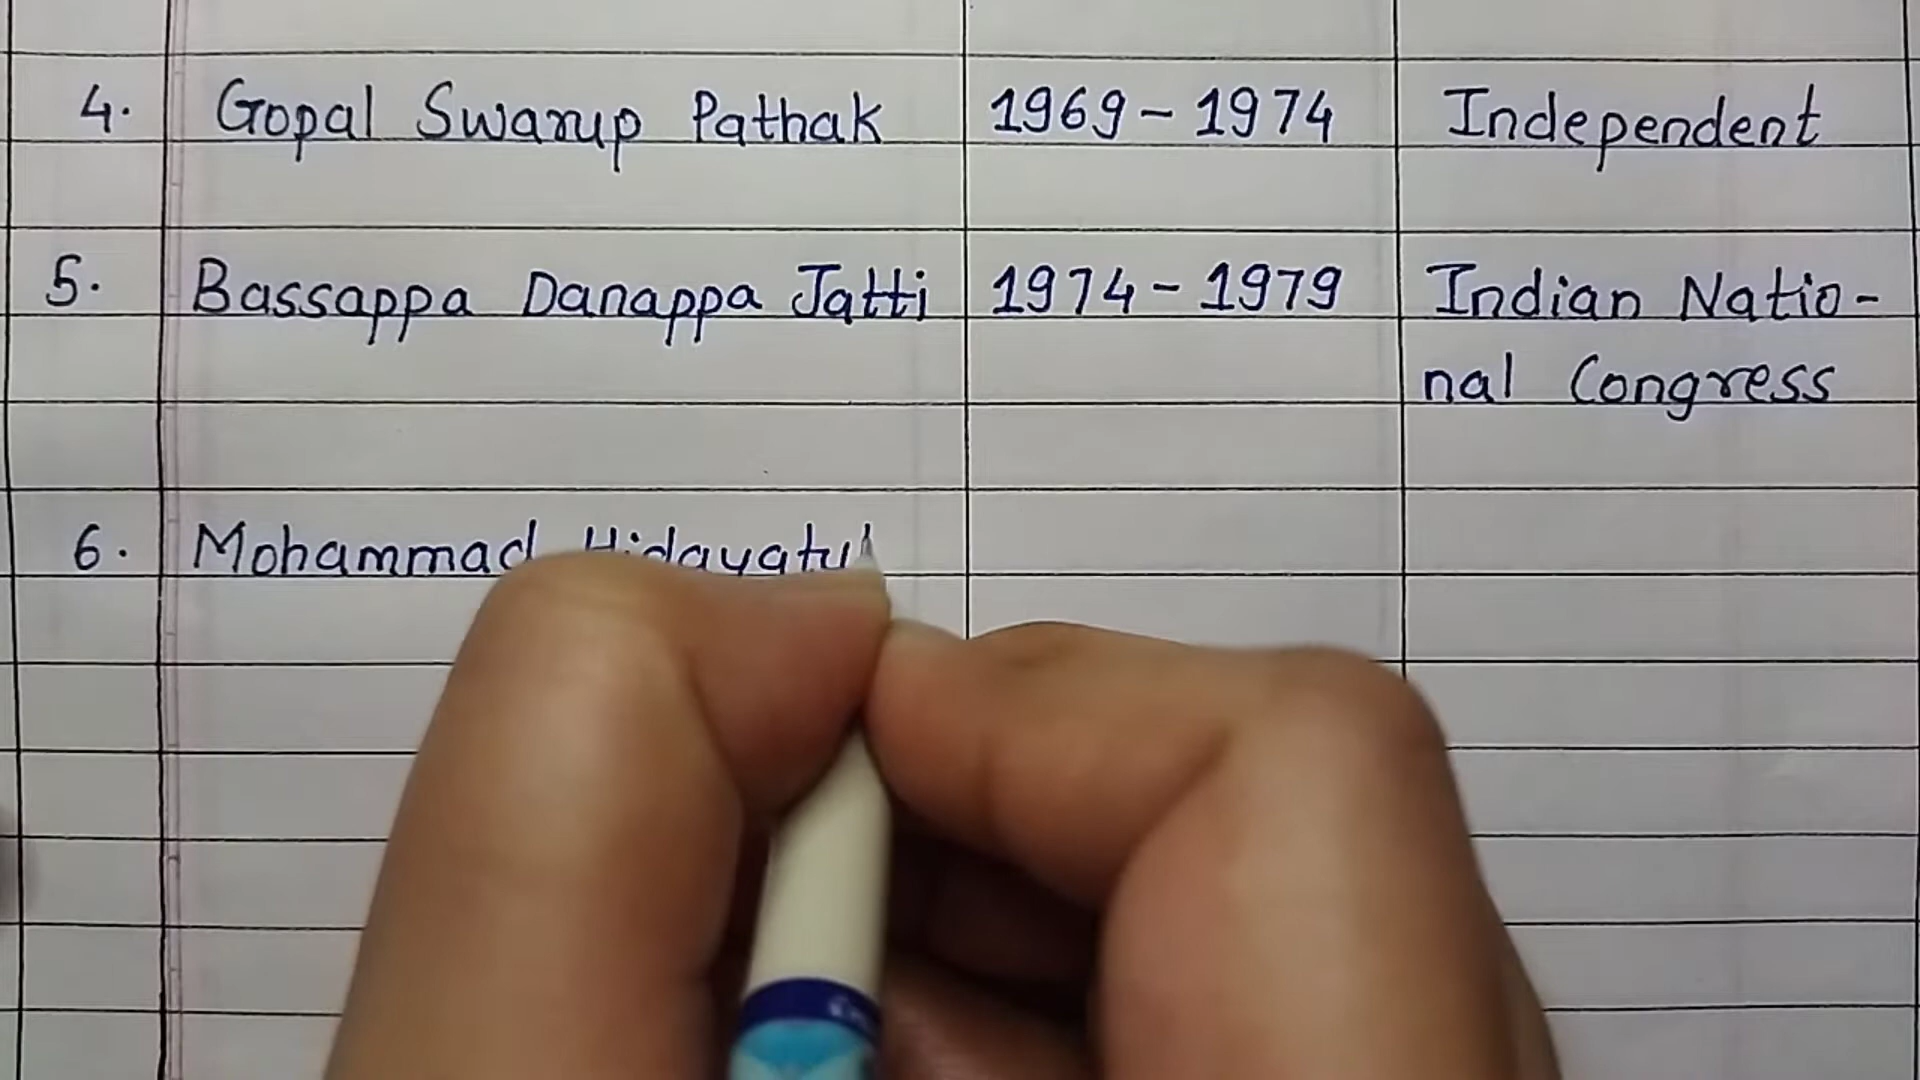 4. Gopal Swarup Pathak 1969 - 1974 Independent
5. Bassappa Danappa Jatti 1974 - 1979 Indian Natio-
nal Congress
6. Mohammad Hidayatul